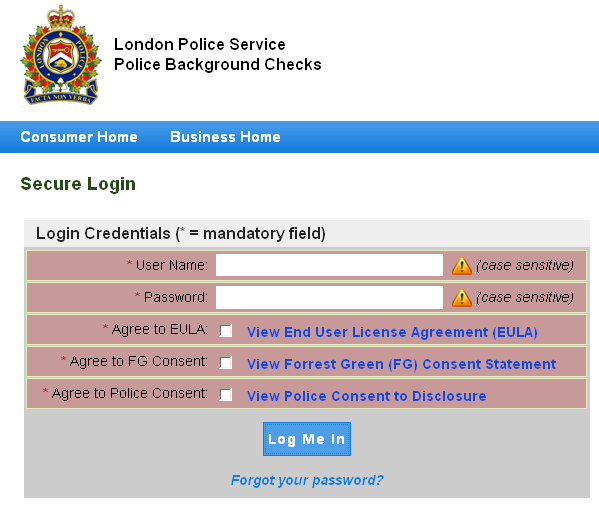 LONDON POLICE
FACTA NON VERBA
London Police Service
Police Background Checks
Consumer Home Business Home
Secure Login
Login Credentials (* = mandatory field)
* User Name: (case sensitive)
* Password: (case sensitive)
* Agree to EULA: View End User License Agreement (EULA)
* Agree to FG Consent: View Forrest Green (FG) Consent Statement
* Agree to Police Consent: View Police Consent to Disclosure
Log Me In
Forgot your password?